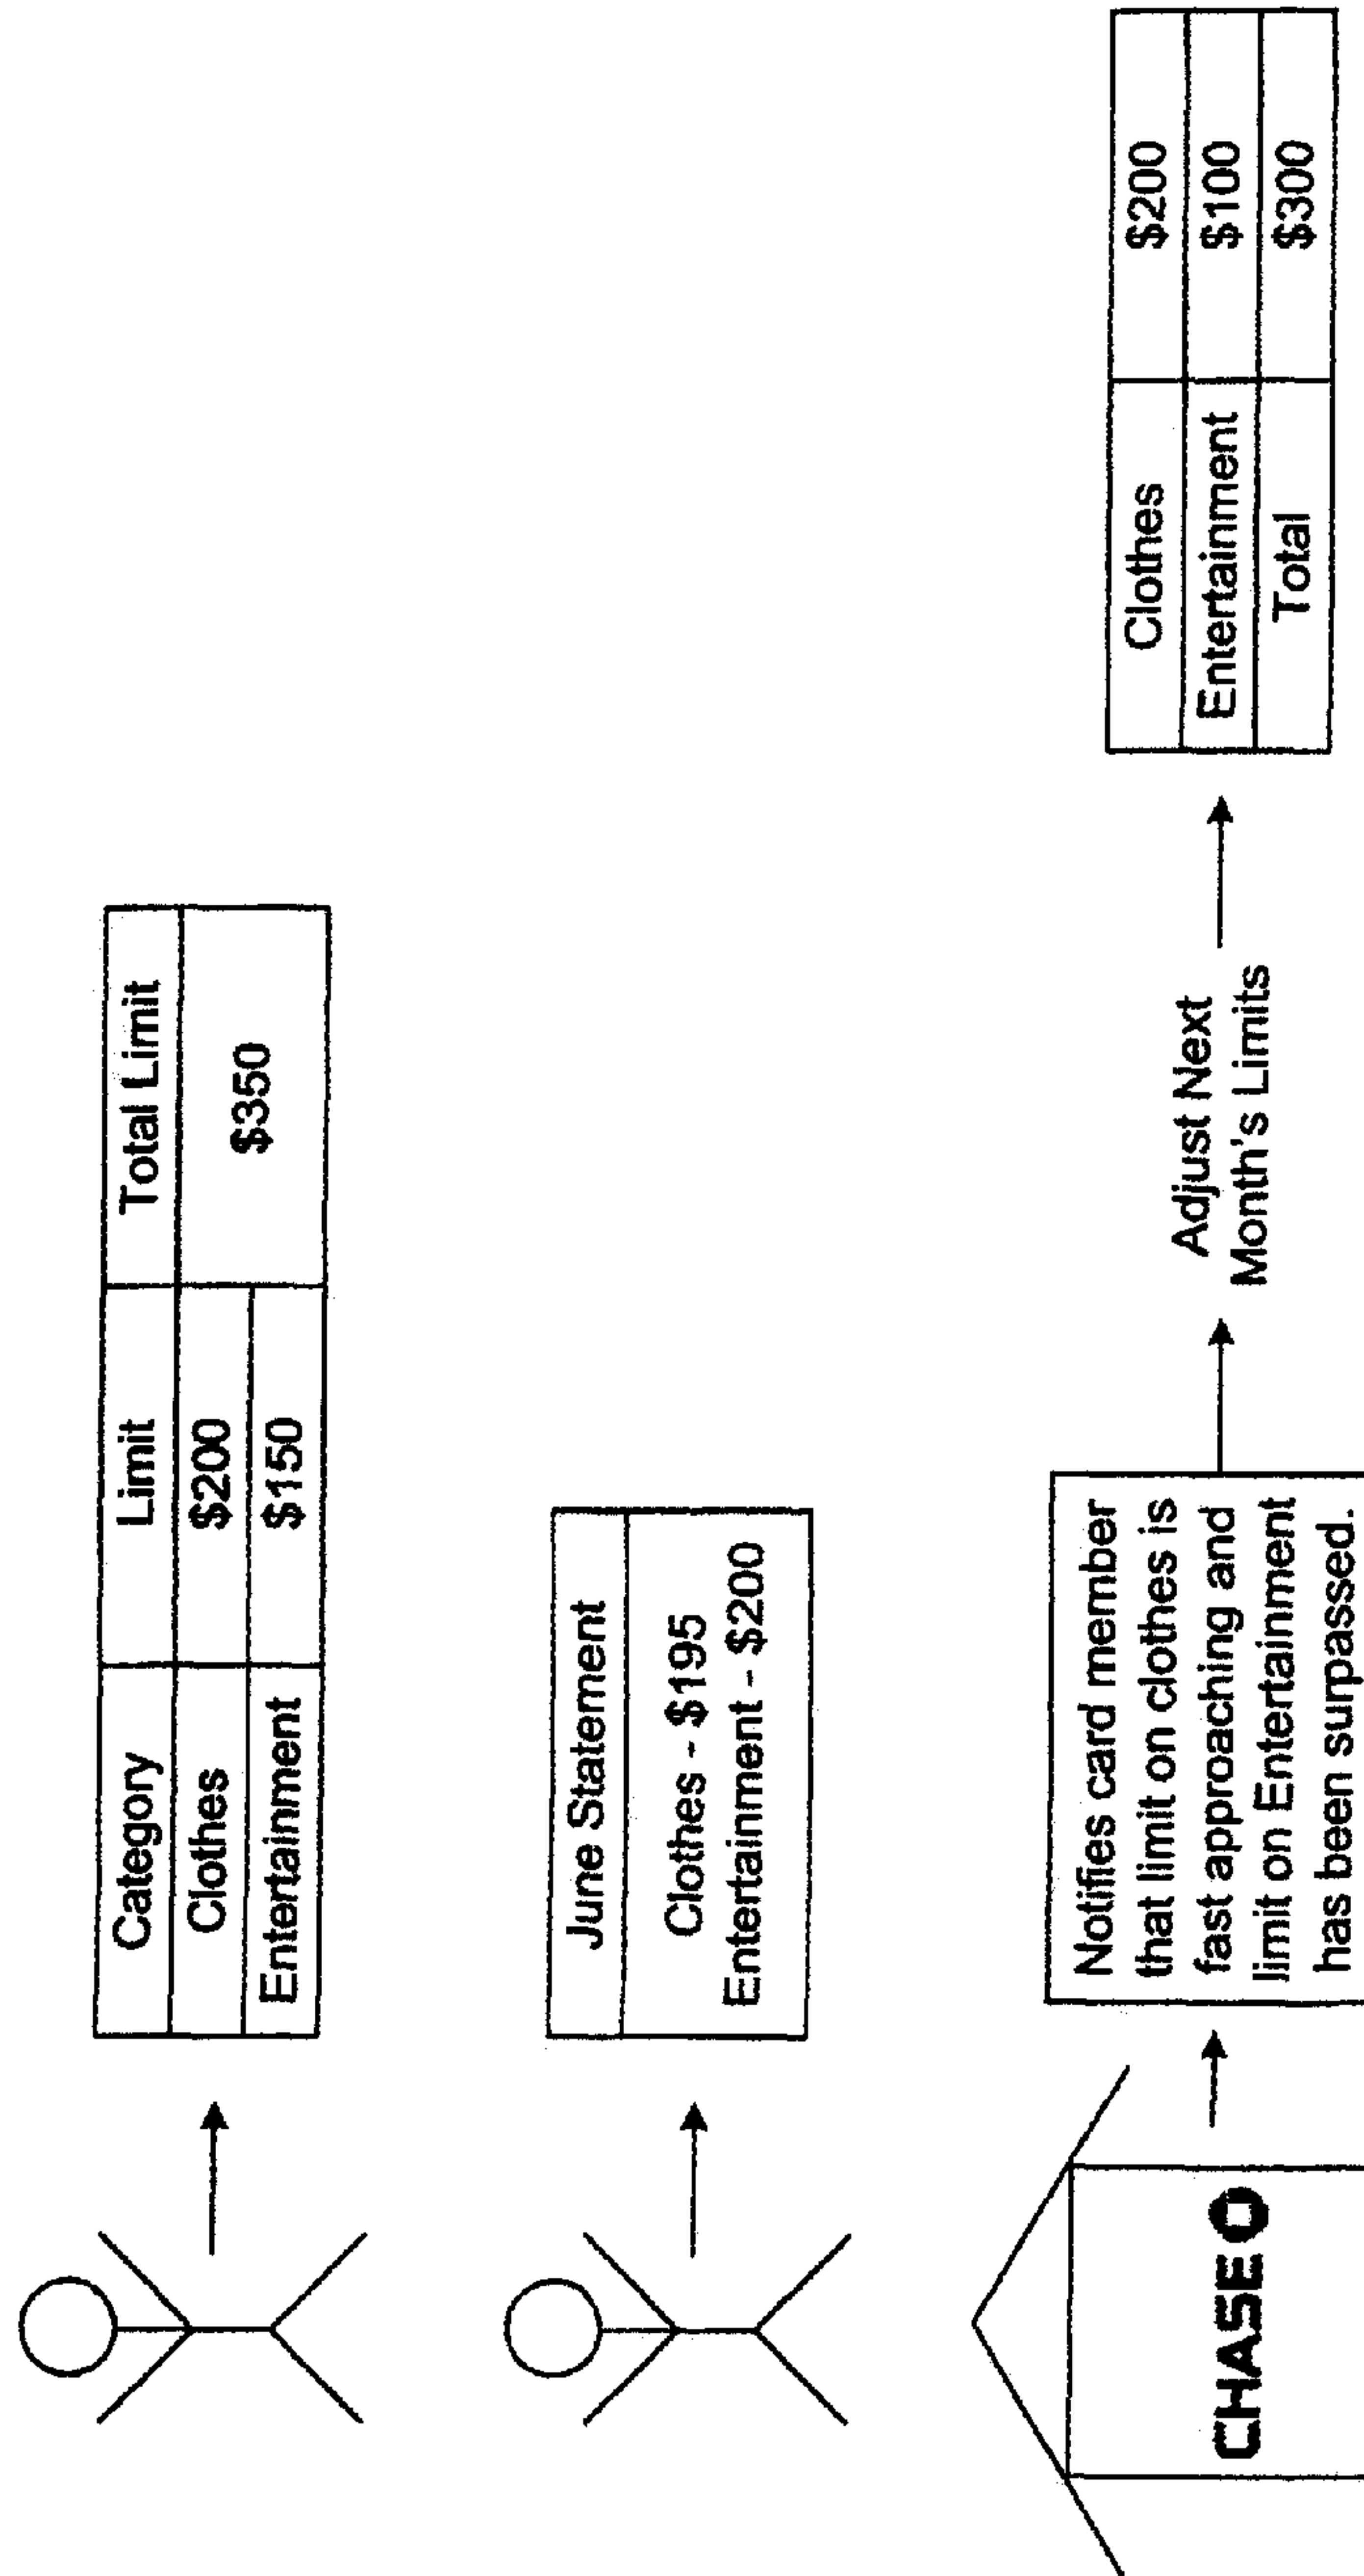 Category Limit Total Limit
Clothes $200 $350
Entertainment $150
June Statement
Clothes - $195
Entertainment - $200
CHASE
Notifies card member
that limit on clothes is
fast approaching and
limit on Entertainment
has been surpassed.
Adjust Next
Month's Limits
Clothes $200
Entertainment $100
Total $300